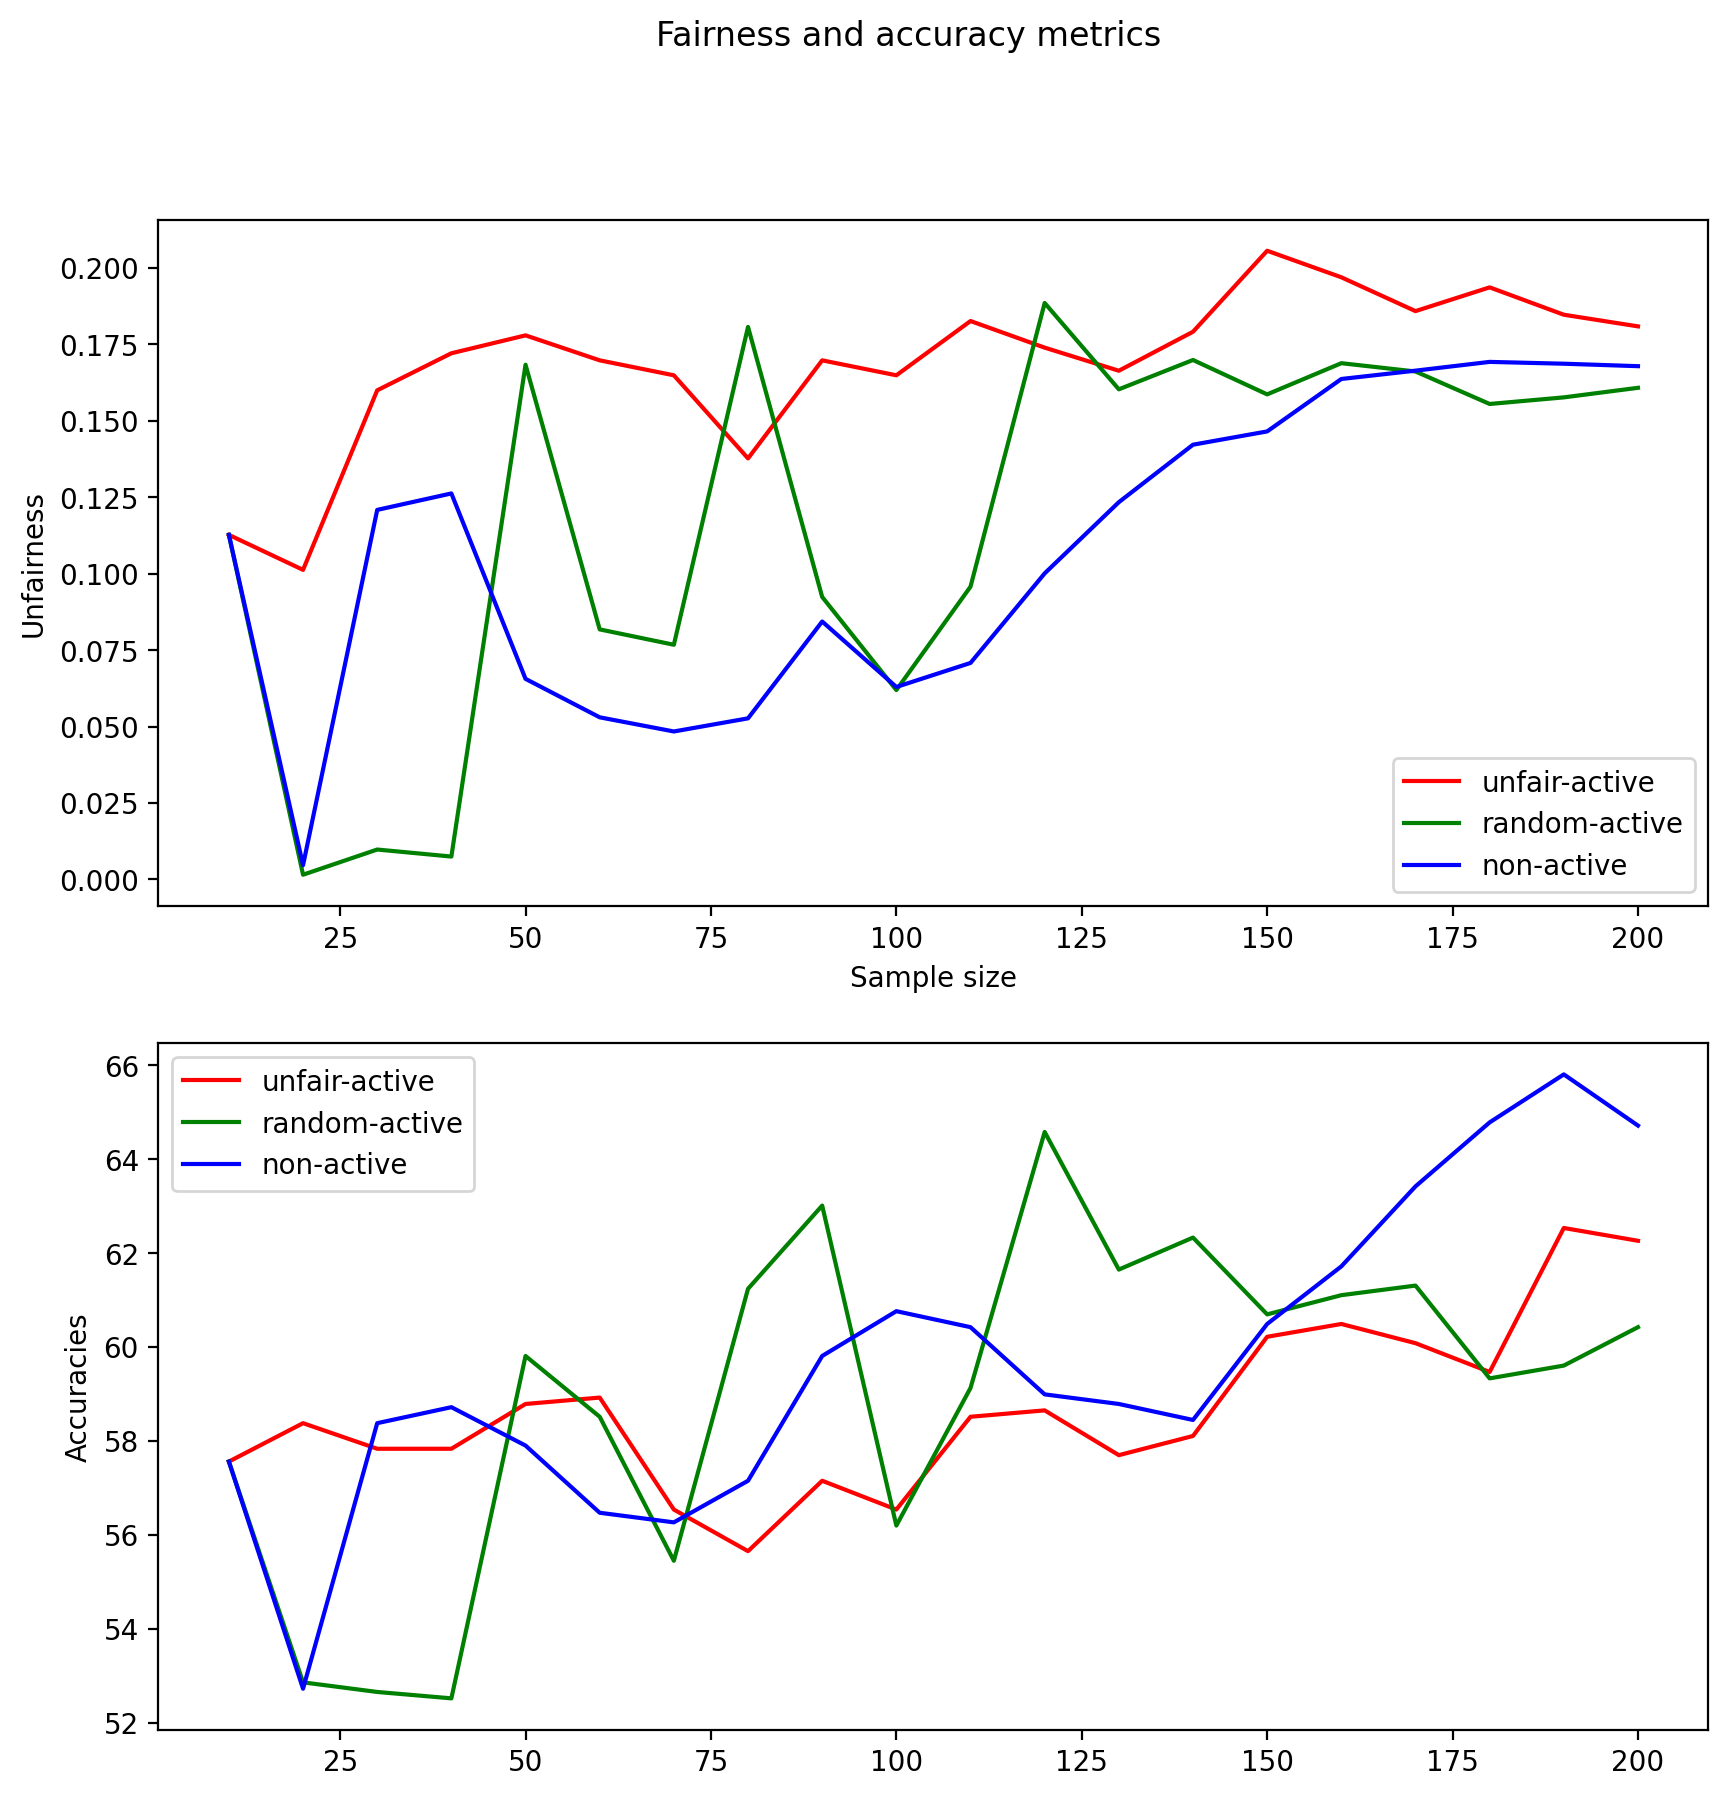 Fairness and accuracy metrics
Unfairness
0.200
0.175
0.150
0.125
0.100
0.075
0.050
0.025
0.000
unfair-active
random-active
non-active
25 50 75 100 125 150 175 200
Sample size
Accuracies
66
64
62
60
58
56
54
52
unfair-active
random-active
non-active
25 50 75 100 125 150 175 200